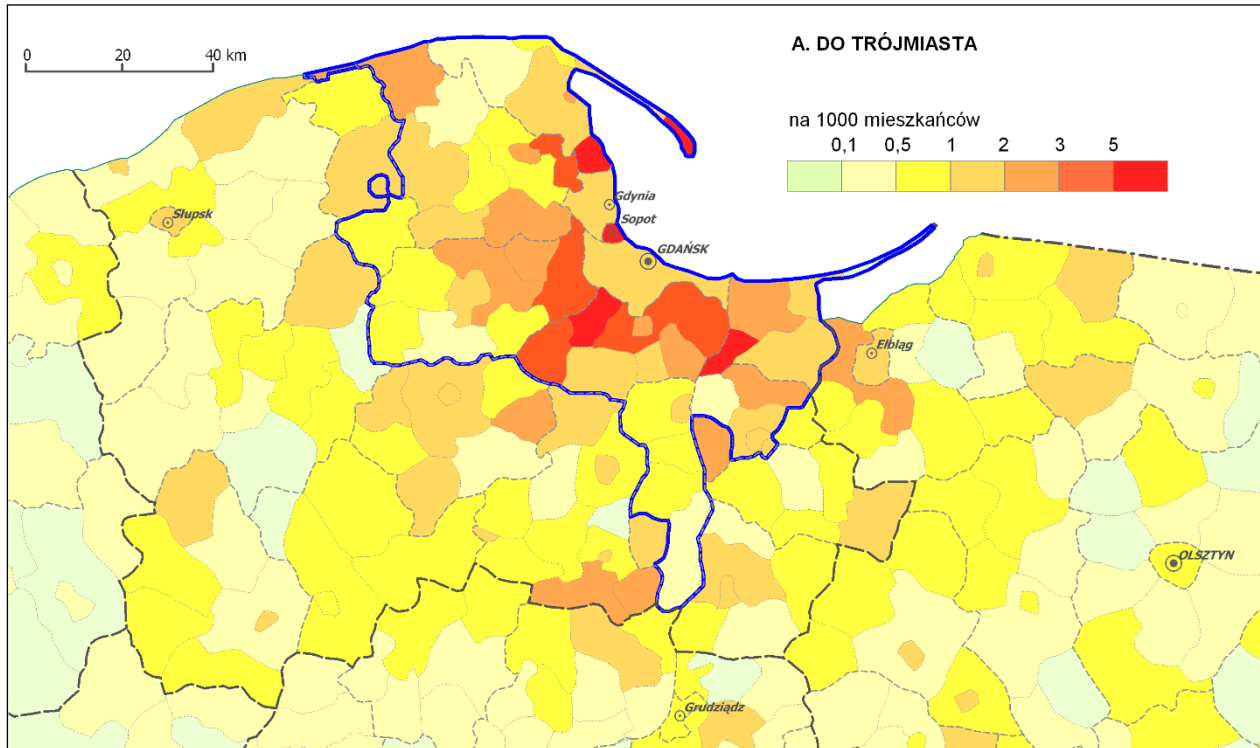 A. DO TRÓJMIASTA
0 20 40 km
na 1000 mieszkańców
0,1 0,5 1 2 3 5
Gdynia
Słupsk
Sopot
GDAŃSK
Elbląg
OLSZTYN
Grudziądz